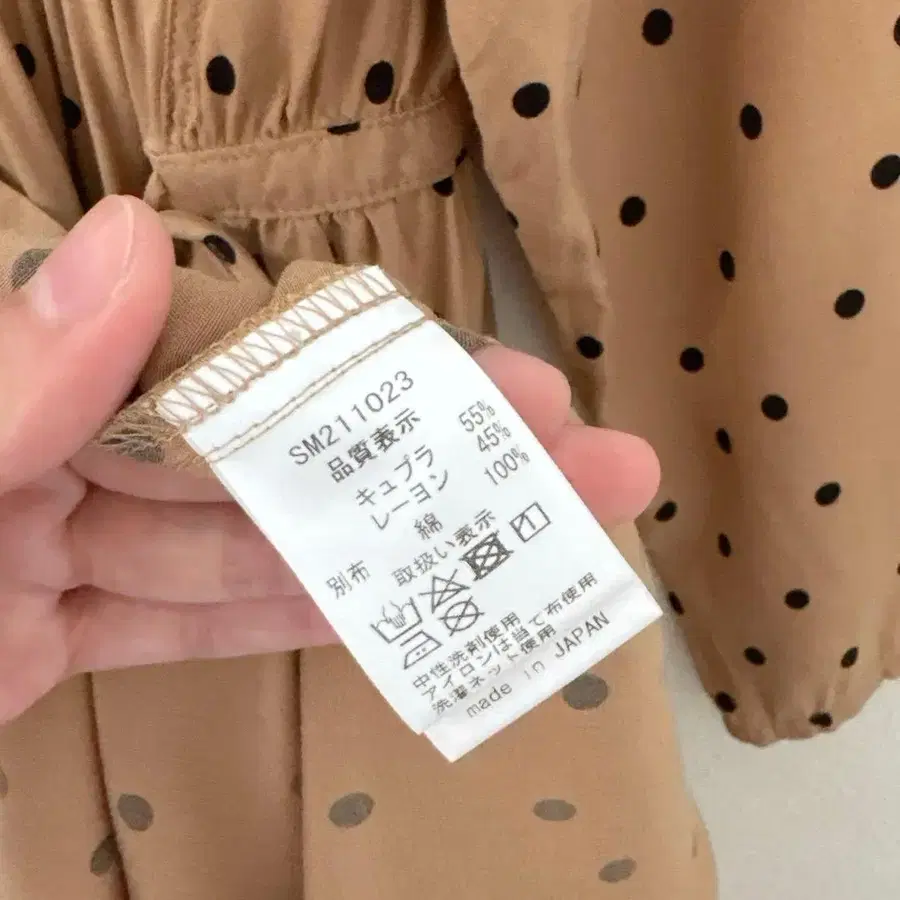 SM211023
品質表示
キュプラ 55%
レーヨン 45%
別布 綿 100%
取扱い表示
中性洗剤使用
アイロンは当て布使用
洗濯ネット使用
made in JAPAN